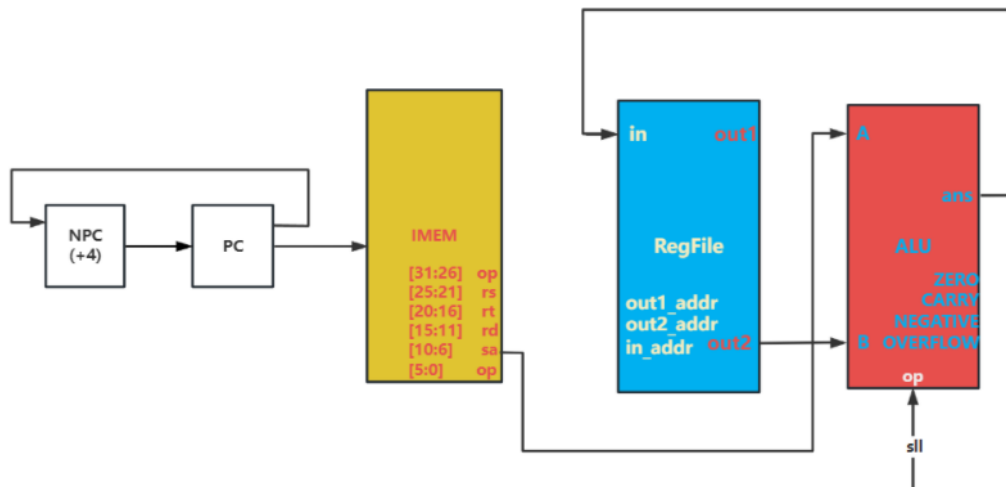 NPC
(+4)
PC
IMEM
[31:26] op
[25:21] rs
[20:16] rt
[15:11] rd
[10:6] sa
[5:0] op
in out1
RegFile
out1_addr
out2_addr
in_addr out2
A
ans
ALU
ZERO
CARRY
NEGATIVE
B OVERFLOW
op
sll